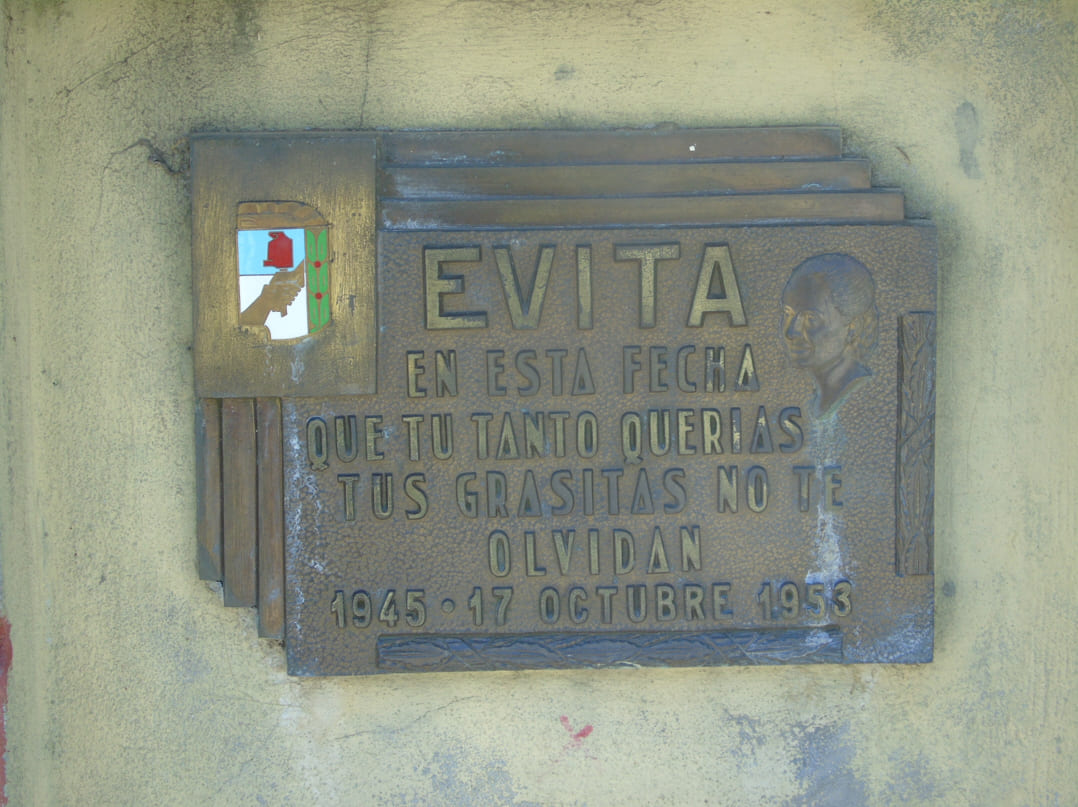 EVITA
EN ESTA FECHA
QUE TU TANTO QUERIAS
TUS GRASITAS NO TE
OLVIDAN
1945 · 17 OCTUBRE 1953